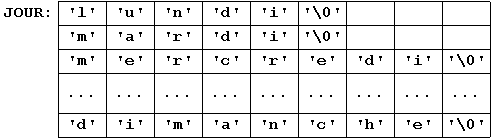 JOUR: 'l' 'u' 'n' 'd' 'i' '\0'
'm' 'a' 'r' 'd' 'i' '\0'
'm' 'e' 'r' 'c' 'r' 'e' 'd' 'i' '\0'
... ... ... ... ... ... ... ... ...
'd' 'i' 'm' 'a' 'n' 'c' 'h' 'e' '\0'